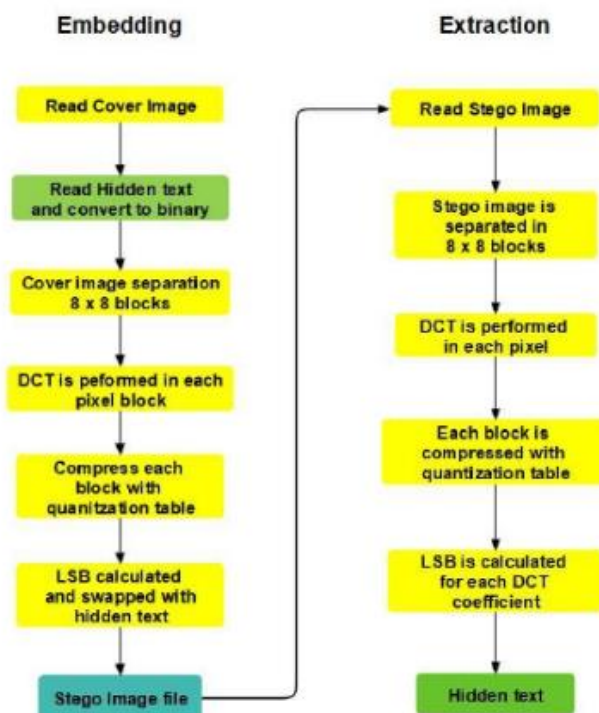 Embedding
Read Cover Image
Read Hidden text
and convert to binary
Cover image separation
8 x 8 blocks
DCT is peformed in each
pixel block
Compress each
block with
quanitzation table
LSB calculated
and swapped with
hidden text
Stego Image file
Extraction
Read Stego Image
Stego image is
separated in
8 x 8 blocks
DCT is performed
in each pixel
Each block is
compressed with
quantization table
LSB is calculated
for each DCT
coefficient
Hidden text